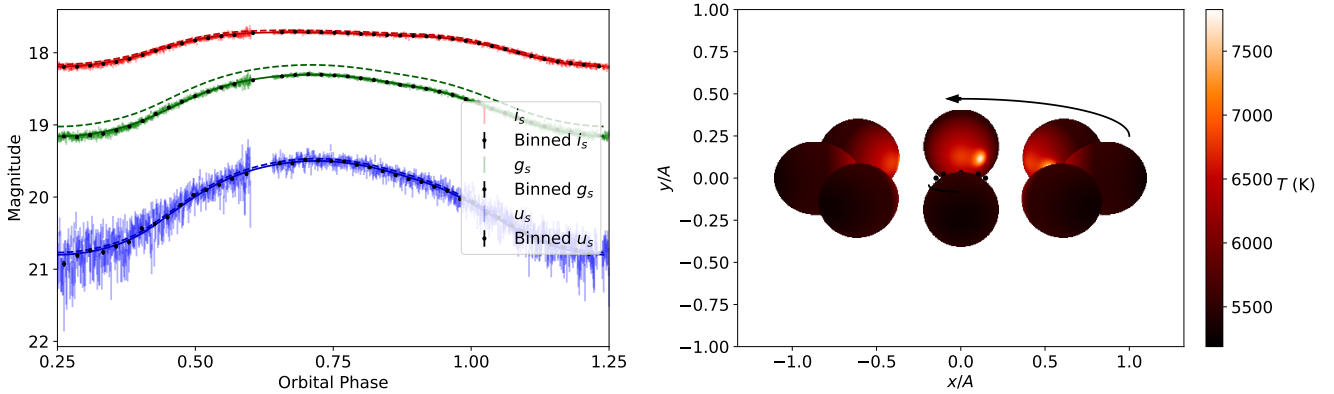 18
19
20
21
22
Magnitude
0.25
0.50
0.75
1.00
1.25
Orbital Phase
i_s
Binned i_s
g_s
Binned g_s
u_s
Binned u_s
1.00
0.75
0.50
0.25
0.00
−0.25
−0.50
−0.75
−1.00
y/A
−1.0
−0.5
0.0
0.5
1.0
x/A
7500
7000
6500
6000
5500
T (K)